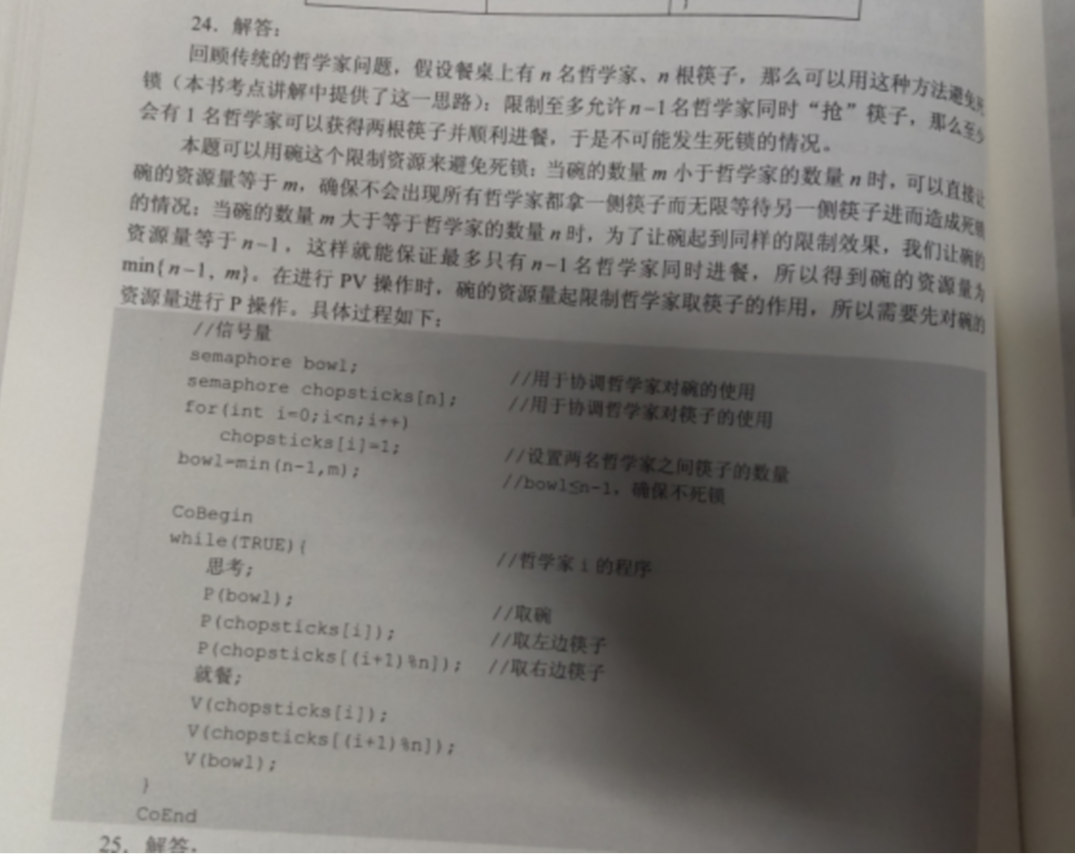 24．解答：
回顾传统的哲学家问题，假设餐桌上有 n 名哲学家、n 根筷子，那么可以用这种方法避免死
锁（本书考点讲解中提供了这一思路）：限制至多允许 n-1 名哲学家同时“抢”筷子，那么至少
会有 1 名哲学家可以获得两根筷子并顺利进餐，于是不可能发生死锁的情况。
本题可以用碗这个限制资源来避免死锁：当碗的数量 m 小于哲学家的数量 n 时，可以直接让
碗的资源量等于 m，确保不会出现所有哲学家都拿一侧筷子而无限等待另一侧筷子进而造成死锁
的情况；当碗的数量 m 大于等于哲学家的数量 n 时，为了让碗起到同样的限制效果，我们让碗的
资源量等于 n-1，这样就能保证最多只有 n-1 名哲学家同时进餐，所以得到碗的资源量为
min{n-1, m}。在进行 PV 操作时，碗的资源量起限制哲学家取筷子的作用，所以需要先对碗的
资源量进行 P 操作。具体过程如下：
//信号量
semaphore bowl; //用于协调哲学家对碗的使用
semaphore chopsticks[n]; //用于协调哲学家对筷子的使用
for(int i=0;i<n;i++)
chopsticks[i]=1; //设置两名哲学家之间筷子的数量
bowl=min(n-1,m); //bowl≤n-1，确保不死锁
CoBegin
while(TRUE){ //哲学家 i 的程序
思考;
P(bowl); //取碗
P(chopsticks[i]); //取左边筷子
P(chopsticks[(i+1)%n]); //取右边筷子
就餐;
V(chopsticks[i]);
V(chopsticks[(i+1)%n]);
V(bowl);
}
CoEnd
25．解答：